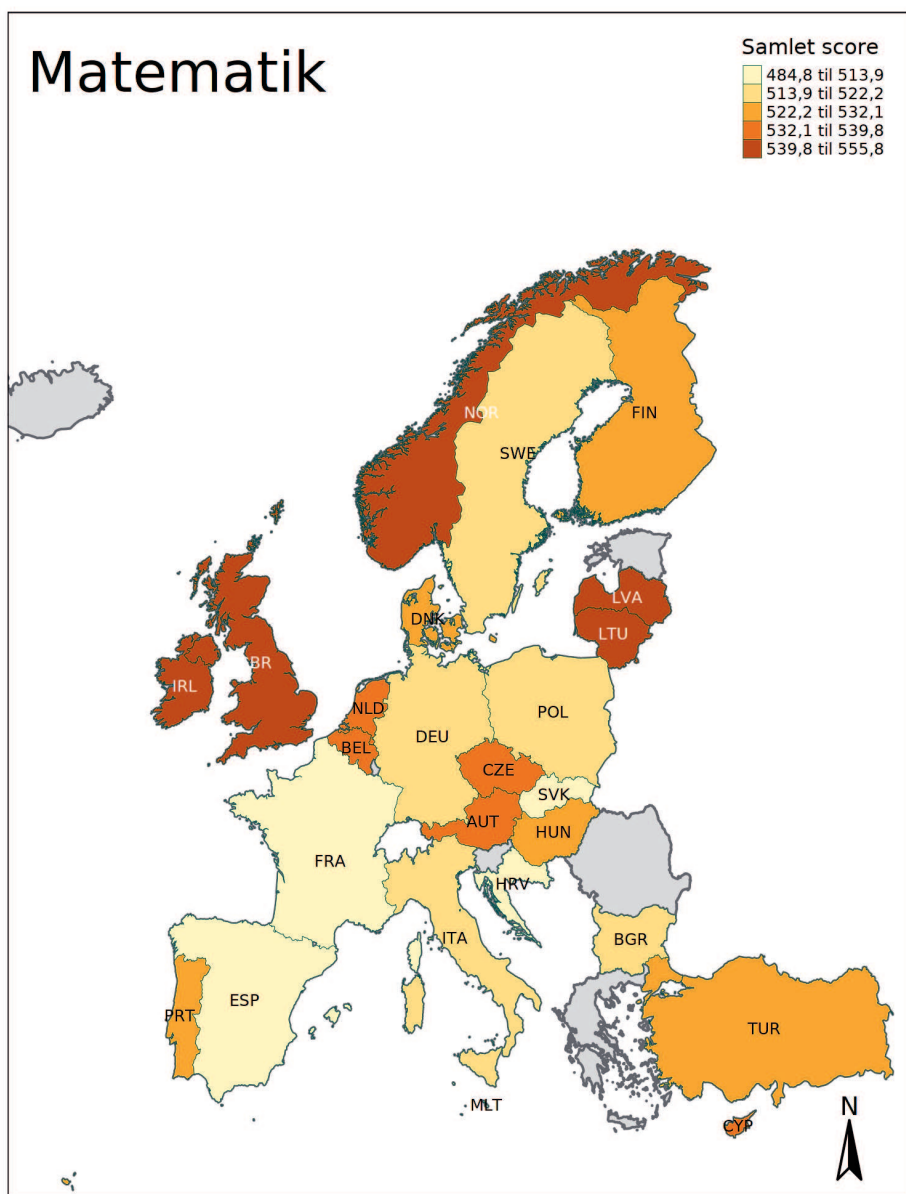 Matematik
Samlet score
484,8 til 513,9
513,9 til 522,2
522,2 til 532,1
532,1 til 539,8
539,8 til 555,8
NOR
FIN
SWE
LVA
DNK
LTU
BR
IRL
NLD
POL
DEU
BEL
CZE
SVK
AUT
HUN
FRA
HRV
ITA
BGR
ESP
PRT
TUR
MLT
N
CYP